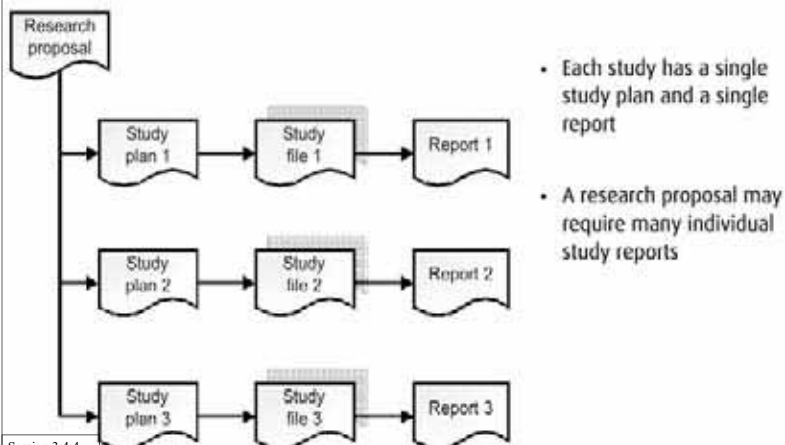 Research
proposal
Study
plan 1
Study
file 1
Report 1
Study
plan 2
Study
file 2
Report 2
Study
plan 3
Study
file 3
Report 3
• Each study has a single
study plan and a single
report
• A research proposal may
require many individual
study reports